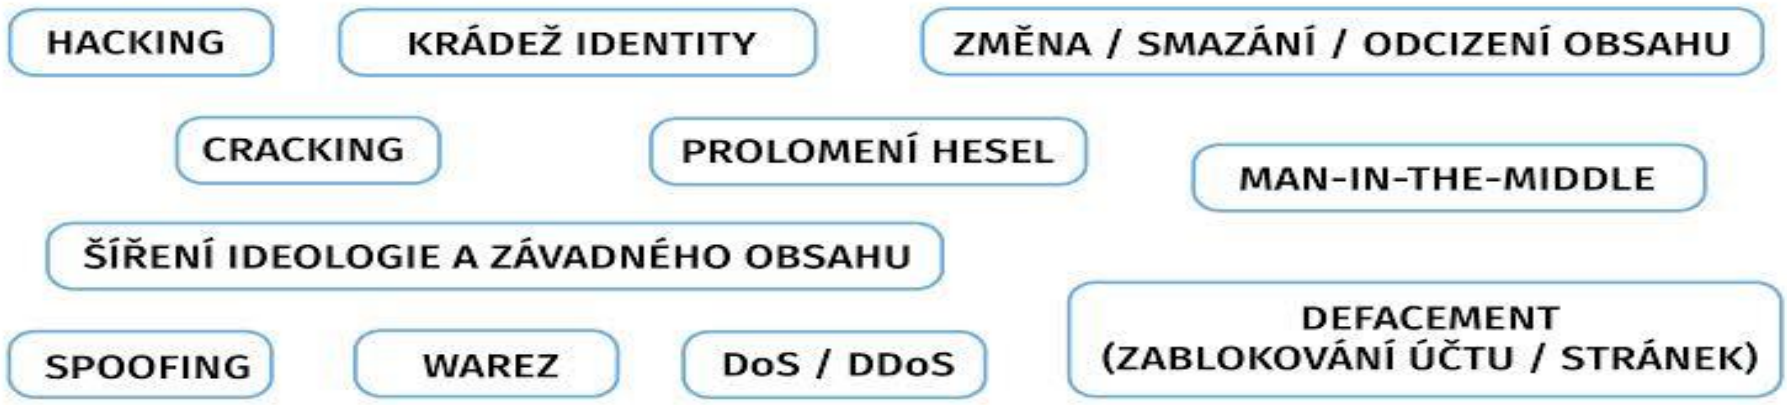 HACKING
KRÁDEŽ IDENTITY
ZMĚNA / SMAZÁNÍ / ODCIZENÍ OBSAHU
CRACKING
PROLOMENÍ HESEL
MAN-IN-THE-MIDDLE
ŠÍŘENÍ IDEOLOGIE A ZÁVADNÉHO OBSAHU
SPOOFING
WAREZ
DoS / DDoS
DEFACEMENT
(ZABLOKOVÁNÍ ÚČTU / STRÁNEK)